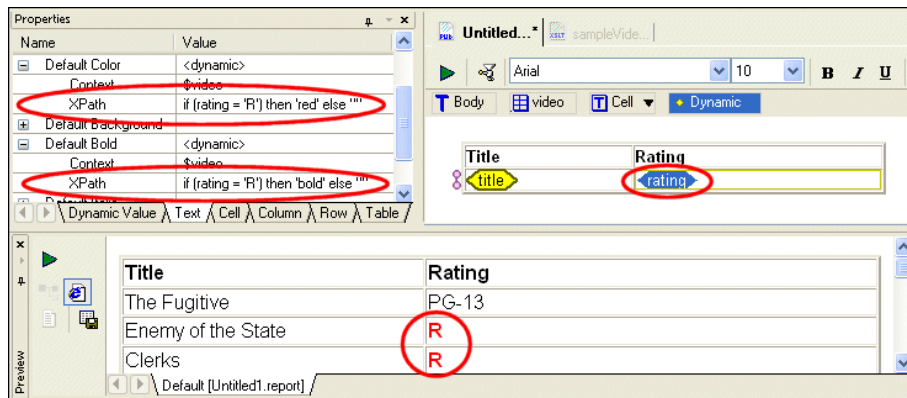 Properties
Name Value
Default Color <dynamic>
Context $video
XPath if (rating = 'R') then 'red' else ""
Default Background
Default Bold <dynamic>
Context $video
XPath if (rating = 'R') then 'bold' else ""
Dynamic Value Text Cell Column Row Table
Untitled...* sampleVide...
Arial 10 B I U
Body video Cell Dynamic
Title Rating
title rating
Title Rating
The Fugitive PG-13
Enemy of the State R
Clerks R
Default [Untitled1.report]
Preview